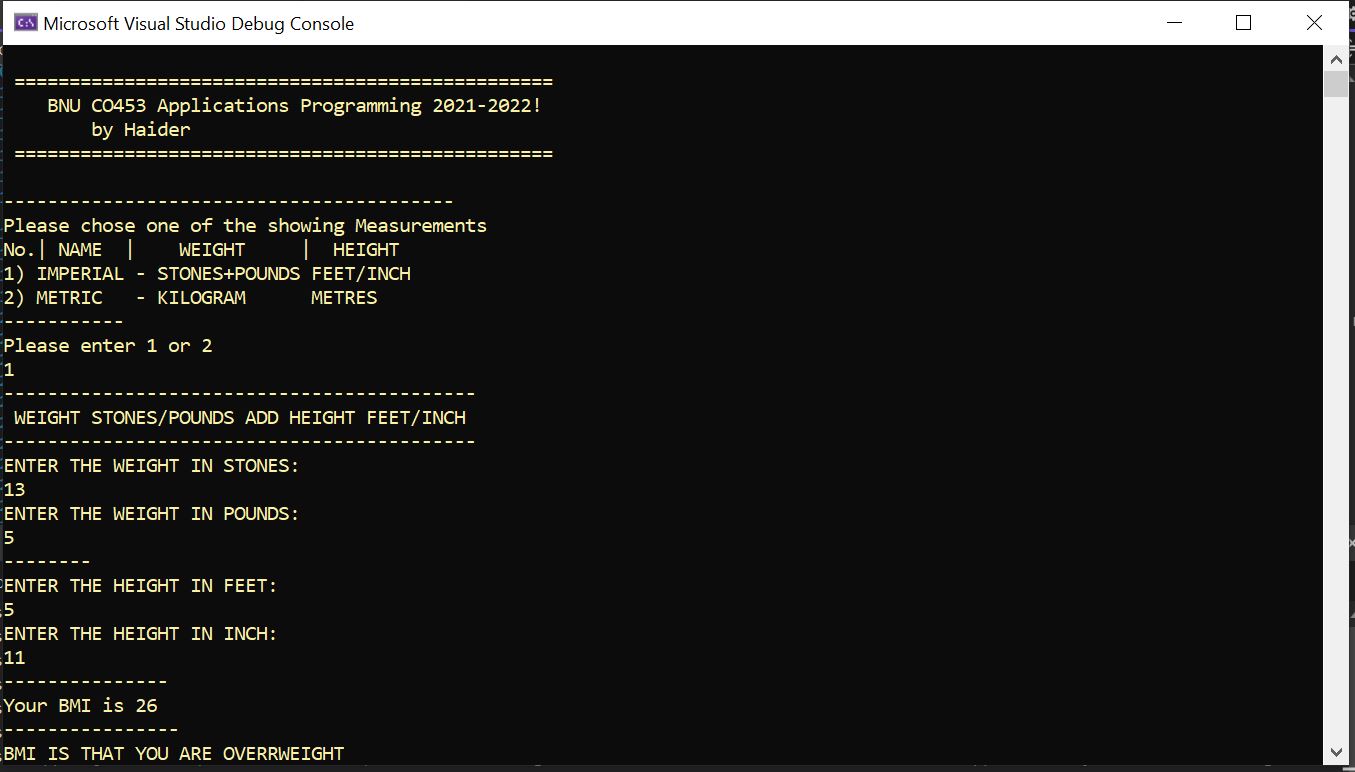 Microsoft Visual Studio Debug Console
=================================================
BNU CO453 Applications Programming 2021-2022!
by Haider
=================================================
-----------------------------------------
Please chose one of the showing Measurements
No.| NAME  |    WEIGHT     |  HEIGHT
1) IMPERIAL - STONES+POUNDS FEET/INCH
2) METRIC   - KILOGRAM      METRES
-----------
Please enter 1 or 2
1
-------------------------------------------
WEIGHT STONES/POUNDS ADD HEIGHT FEET/INCH
-------------------------------------------
ENTER THE WEIGHT IN STONES:
13
ENTER THE WEIGHT IN POUNDS:
5
--------
ENTER THE HEIGHT IN FEET:
5
ENTER THE HEIGHT IN INCH:
11
---------------
Your BMI is 26
----------------
BMI IS THAT YOU ARE OVERRWEIGHT